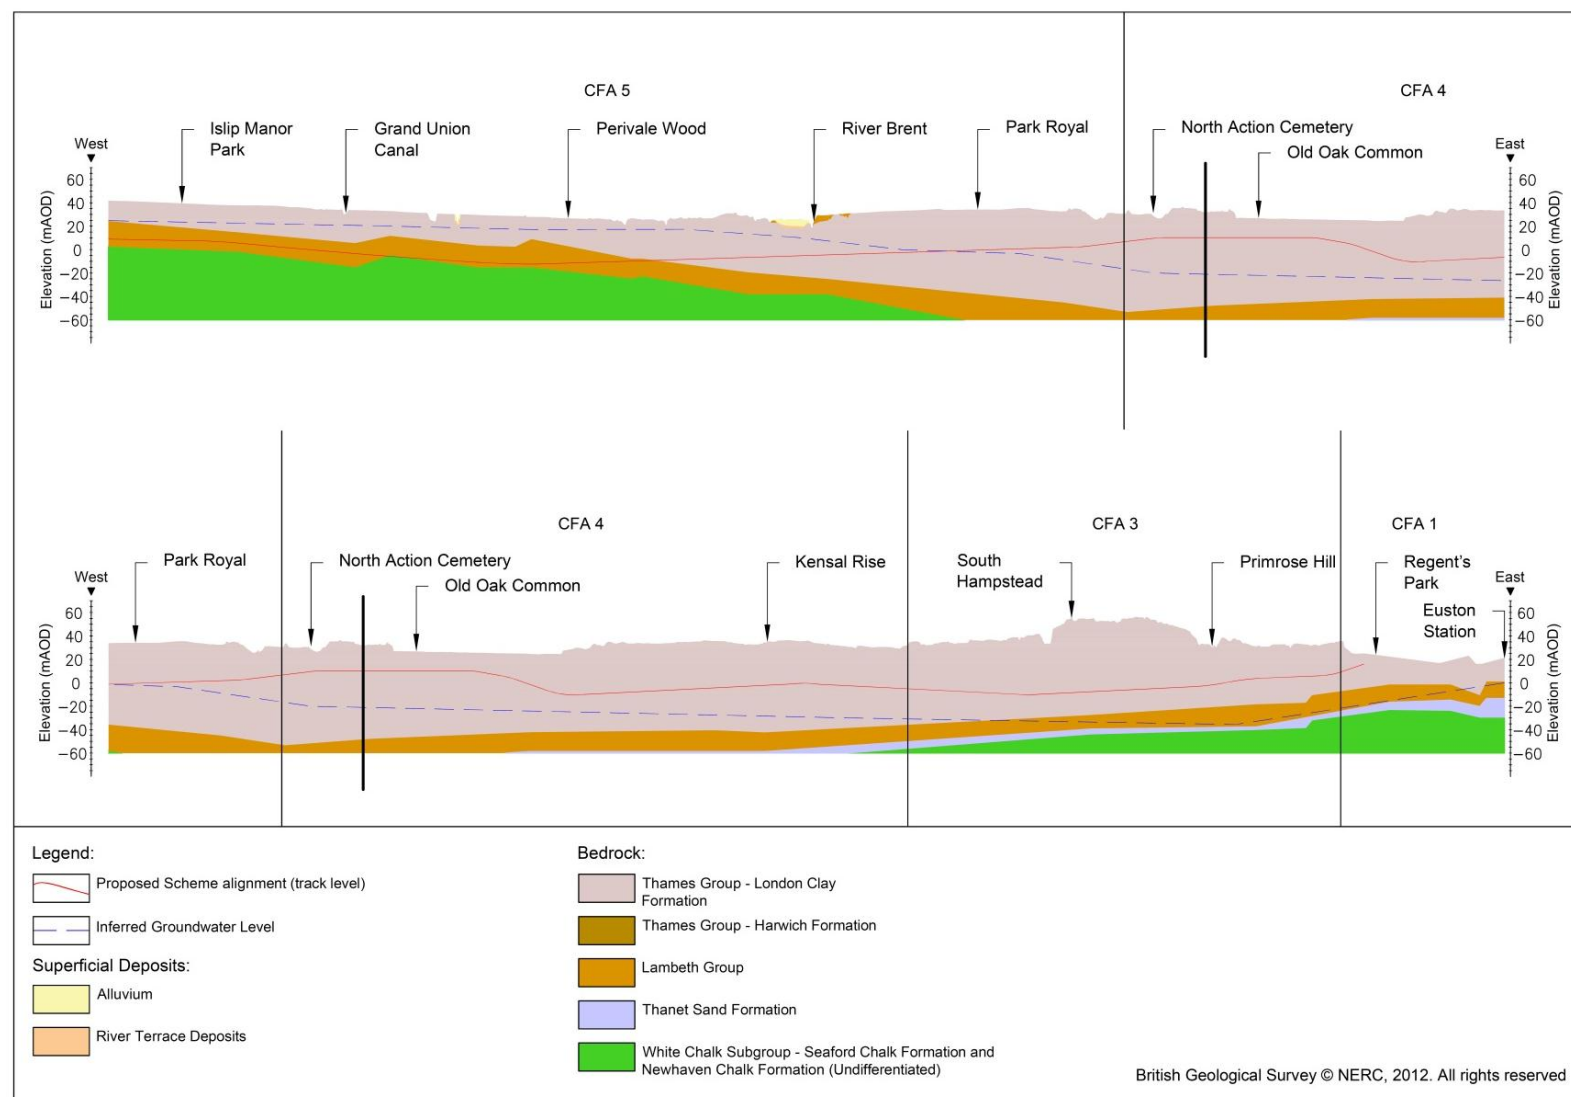 CFA 5
CFA 4
West
Islip Manor
Park
Grand Union
Canal
Perivale Wood
River Brent
Park Royal
North Action Cemetery
Old Oak Common
East
Elevation (mAOD)
60
40
20
0
−20
−40
−60
60
40
20
0
−20
−40
−60
Elevation (mAOD)
CFA 4
CFA 3
CFA 1
West
Park Royal
North Action Cemetery
Old Oak Common
Kensal Rise
South
Hampstead
Primrose Hill
Regent's
Park
Euston
Station
East
Elevation (mAOD)
60
40
20
0
−20
−40
−60
60
40
20
0
−20
−40
−60
Elevation (mAOD)
Legend:
Proposed Scheme alignment (track level)
Inferred Groundwater Level
Superficial Deposits:
Alluvium
River Terrace Deposits
Bedrock:
Thames Group - London Clay
Formation
Thames Group - Harwich Formation
Lambeth Group
Thanet Sand Formation
White Chalk Subgroup - Seaford Chalk Formation and
Newhaven Chalk Formation (Undifferentiated)
British Geological Survey © NERC, 2012. All rights reserved